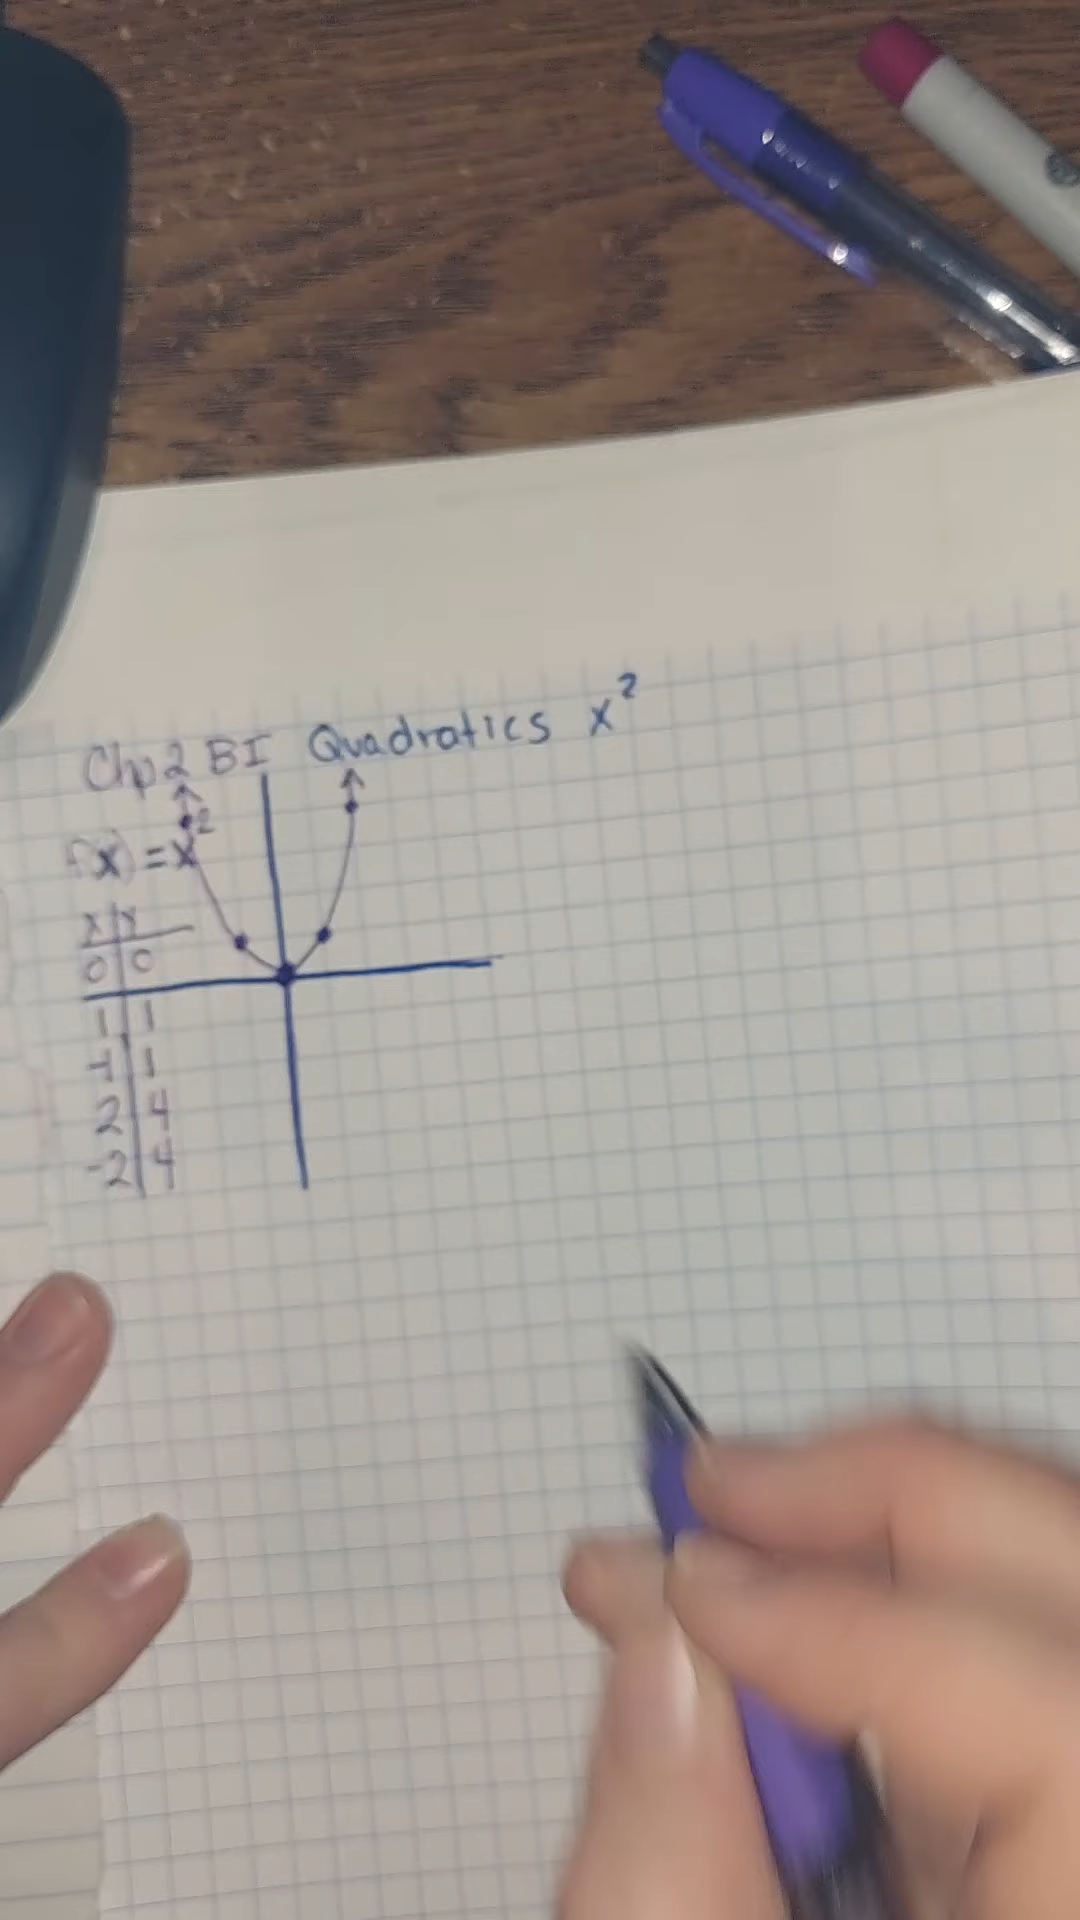 Chp 2 BI Quadratics x²
f(x) = x²
x | y
0 | 0
1 | 1
-1 | 1
2 | 4
-2 | 4